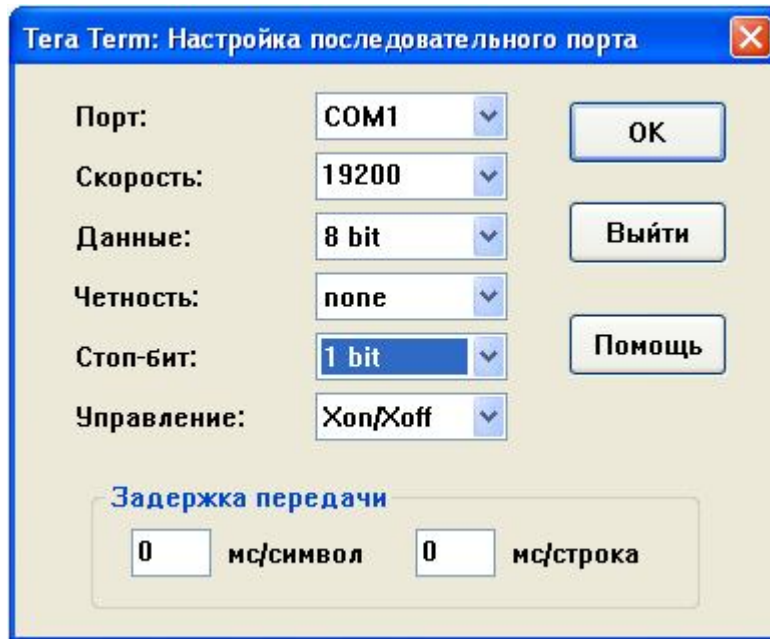 Tera Term: Настройка последовательного порта
Порт: COM1
OK
Скорость: 19200
Данные: 8 bit
Выйти
Четность: none
Стоп-бит: 1 bit
Помощь
Управление: Xon/Xoff
Задержка передачи
0 мс/символ 0 мс/строка